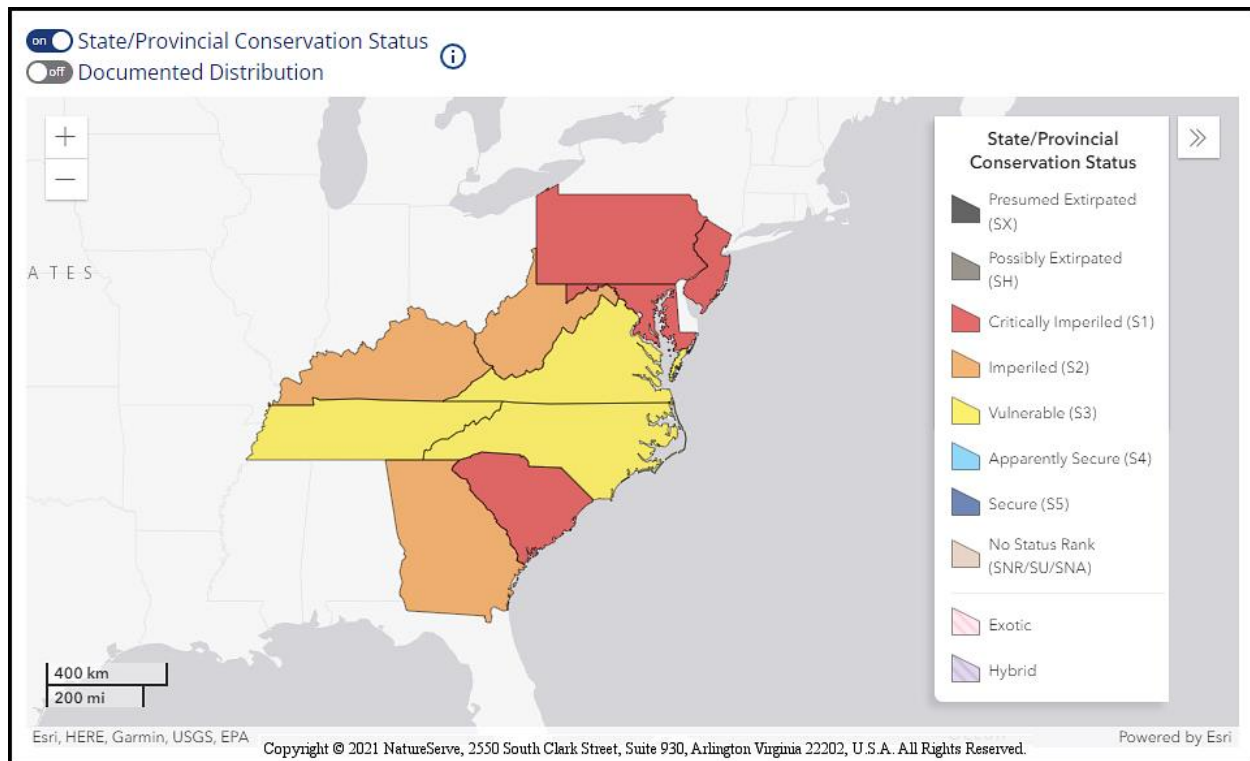 on State/Provincial Conservation Status
off Documented Distribution
i
+
−
ATES
State/Provincial
Conservation Status
Presumed Extirpated
(SX)
Possibly Extirpated
(SH)
Critically Imperiled (S1)
Imperiled (S2)
Vulnerable (S3)
Apparently Secure (S4)
Secure (S5)
No Status Rank
(SNR/SU/SNA)
Exotic
Hybrid
400 km
200 mi
Esri, HERE, Garmin, USGS, EPA
Copyright © 2021 NatureServe, 2550 South Clark Street, Suite 930, Arlington Virginia 22202, U.S.A. All Rights Reserved.
Powered by Esri